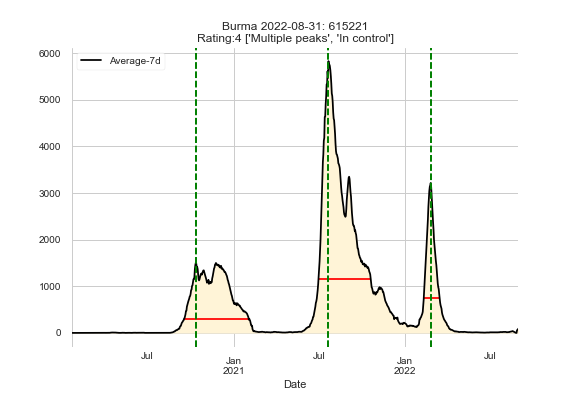 Burma 2022-08-31: 615221
Rating:4 ['Multiple peaks', 'In control']
Average-7d
6000
5000
4000
3000
2000
1000
0
Jul
Jan
2021
Jul
Jan
2022
Jul
Date